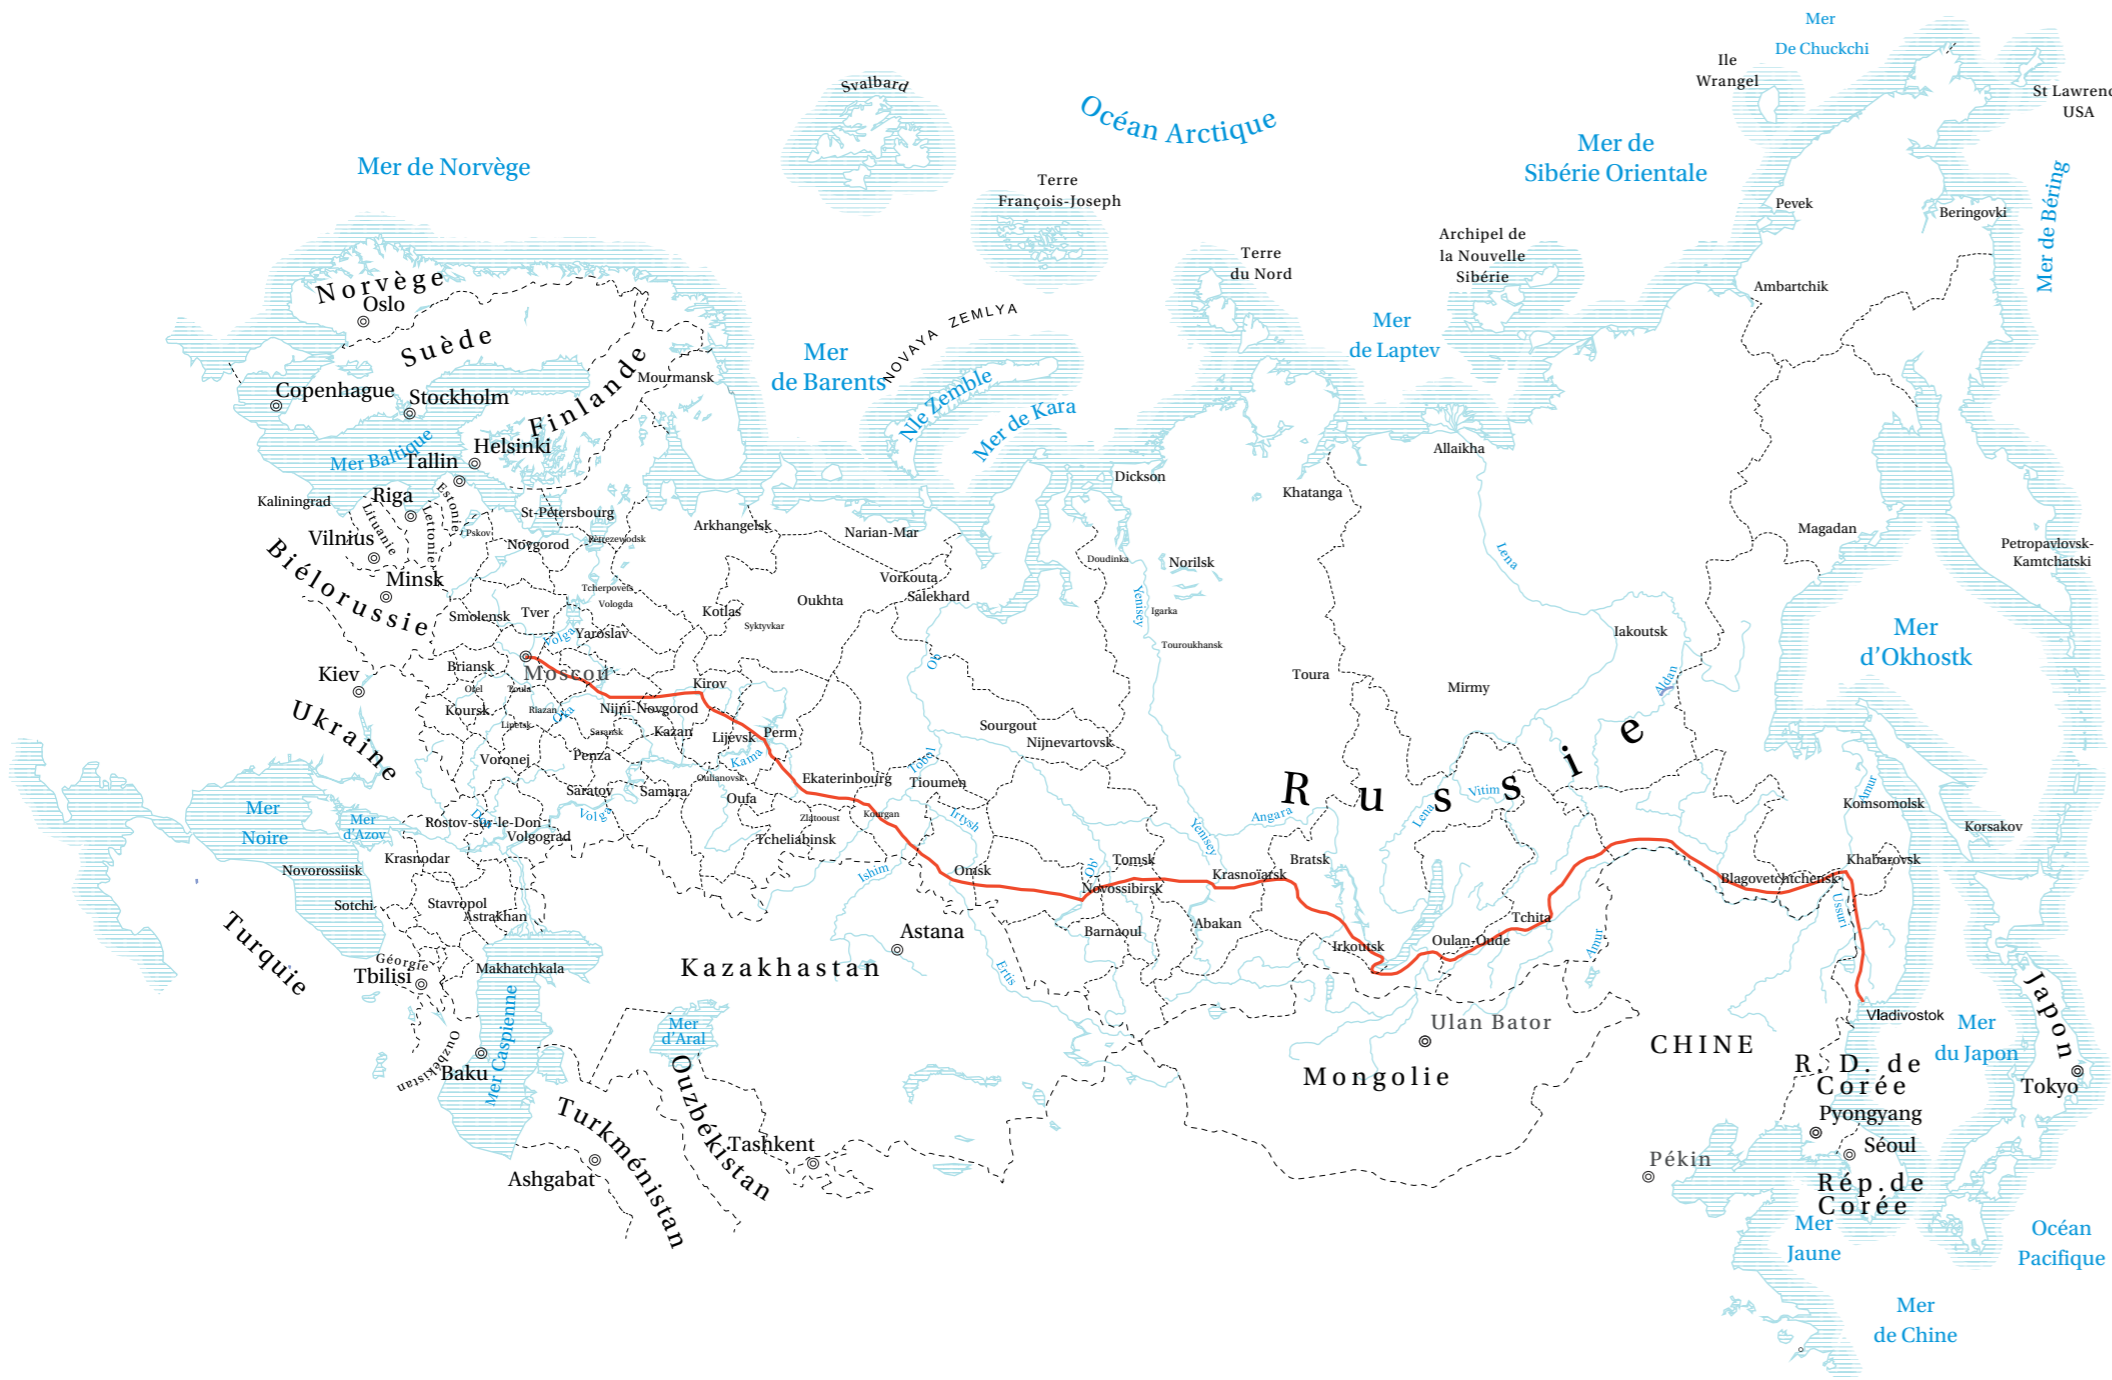 Mer
De Chuckchi
Ile
Wrangel
St Lawrenc
USA
Svalbard
Océan Arctique
Mer de
Sibérie Orientale
Mer de Norvège
Terre
François-Joseph
Pevek
Beringovki
Mer de Béring
Archipel de
la Nouvelle
Sibérie
Terre
du Nord
Norvège
Oslo
Ambartchik
NOVAYA ZEMLYA
Mer
de Laptev
Suède
Mer
de Barents
Finlande
Mourmansk
Nle Zemble
Mer de Kara
Copenhague
Stockholm
Mer Baltique
Helsinki
Tallin
Allaikha
Dickson
Khatanga
Kaliningrad
Riga
Estonie
Lituanie
Lettonie
St-Pétersbourg
Arkhangelsk
Narian-Mar
Magadan
Vilnius
Pskov
Novgorod
Petrezewodsk
Petropavlovsk-
Kamtchatski
Biélorussie
Minsk
Doudinka
Norilsk
Lena
Vorkouta
Salekhard
Tcherpovets
Vologda
Oukhta
Yenisey
Igarka
Smolensk
Tver
Kotlas
Syktyvkar
Volga
Yaroslav
Touroukhansk
Iakoutsk
Mer
d'Okhostk
Kiev
Briansk
Moscou
Ob
Toura
Mirmy
Aldan
Orel
Toula
Kirov
Koursk
Riazan
Oka
Nijni-Novgorod
Ukraine
Lipetsk
Saransk
Kazan
Lijevsk
Perm
Sourgout
Nijnevartovsk
Voronej
Penza
Kama
Tobol
Russie
Oulianovsk
Ekaterinbourg
Tioumen
Saratov
Samara
Oufa
Vitim
Amur
Komsomolsk
Mer
Noire
Mer
d'Azov
Rostov-sur-le-Don
Don
Volga
Volgograd
Zlatooust
Kourgan
Irtysh
Yenisey
Angara
Lena
Korsakov
Tcheliabinsk
Krasnodar
Novorossiisk
Ishim
Omsk
Ob'
Tomsk
Novossibirsk
Krasnoïarsk
Bratsk
Blagovetchtchensk
Khabarovsk
Sotchi
Stavropol
Astrakhan
Ussuri
Turquie
Astana
Barnaoul
Abakan
Irkoutsk
Oulan-Oude
Tchita
Amur
Géorgie
Tbilisi
Makhatchkala
Kazakhastan
Ertis
Japon
Mer Caspienne
Mer
d'Aral
Ulan Bator
Vladivostok
Mer
du Japon
CHINE
Ouzbékistan
Baku
Mongolie
R. D. de
Corée
Tokyo
Turkménistan
Ouzbékistan
Pyongyang
Tashkent
Séoul
Ashgabat
Pékin
Rép.de
Corée
Mer
Jaune
Océan
Pacifique
Mer
de Chine